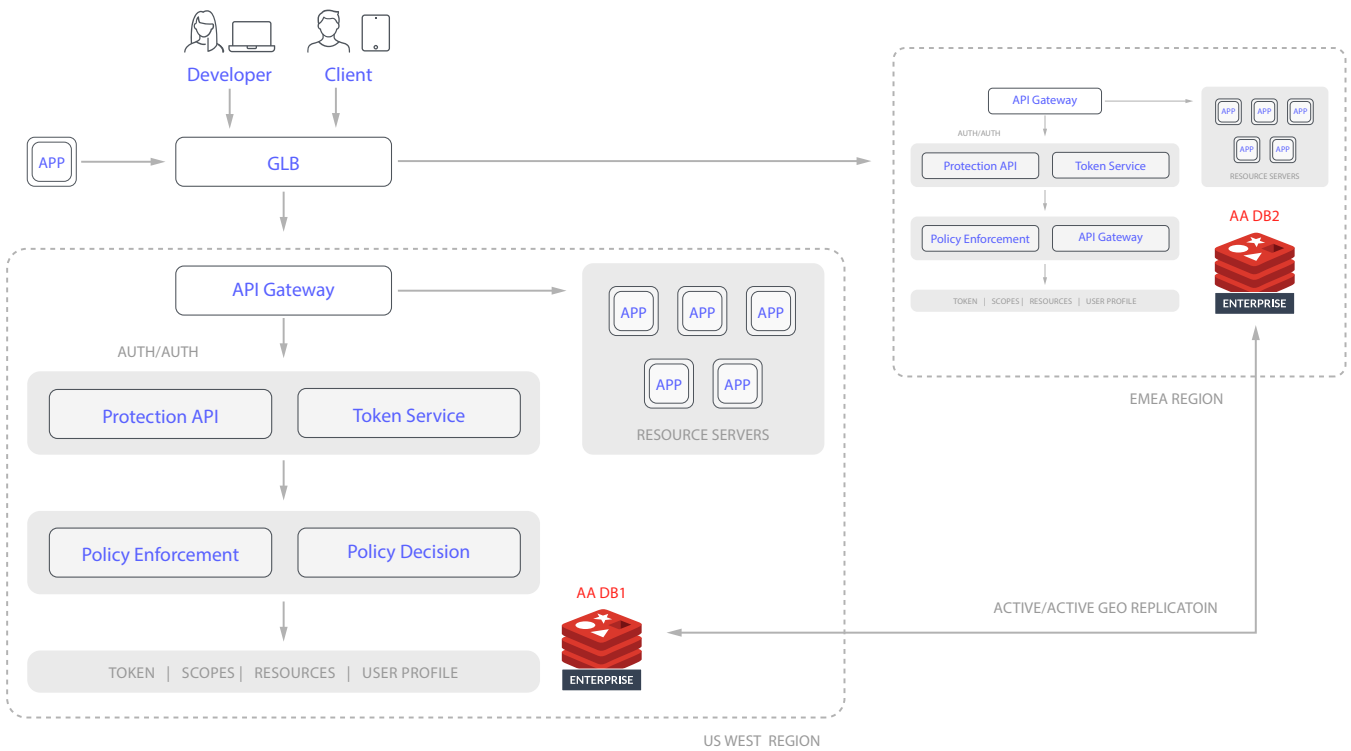 Developer
Client
APP
GLB
API Gateway
APP
APP
APP
APP
APP
RESOURCE SERVERS
AUTH/AUTH
Protection API
Token Service
Policy Enforcement
Policy Decision
TOKEN | SCOPES | RESOURCES | USER PROFILE
AA DB1
ENTERPRISE
US WEST REGION
API Gateway
APP
APP
APP
APP
APP
RESOURCE SERVERS
AUTH/AUTH
Protection API
Token Service
Policy Enforcement
API Gateway
TOKEN | SCOPES | RESOURCES | USER PROFILE
AA DB2
ENTERPRISE
EMEA REGION
ACTIVE/ACTIVE GEO REPLICATOIN